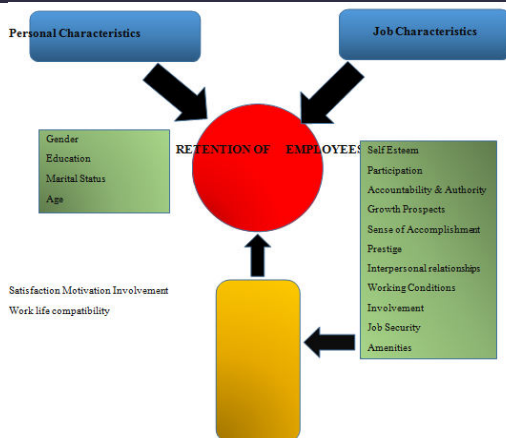 Personal Characteristics
Job Characteristics
RETENTION OF EMPLOYEES
Gender
Education
Marital Status
Age
Self Esteem
Participation
Accountability & Authority
Growth Prospects
Sense of Accomplishment
Prestige
Interpersonal relationships
Working Conditions
Involvement
Job Security
Amenities
Satisfaction Motivation Involvement
Work life compatibility